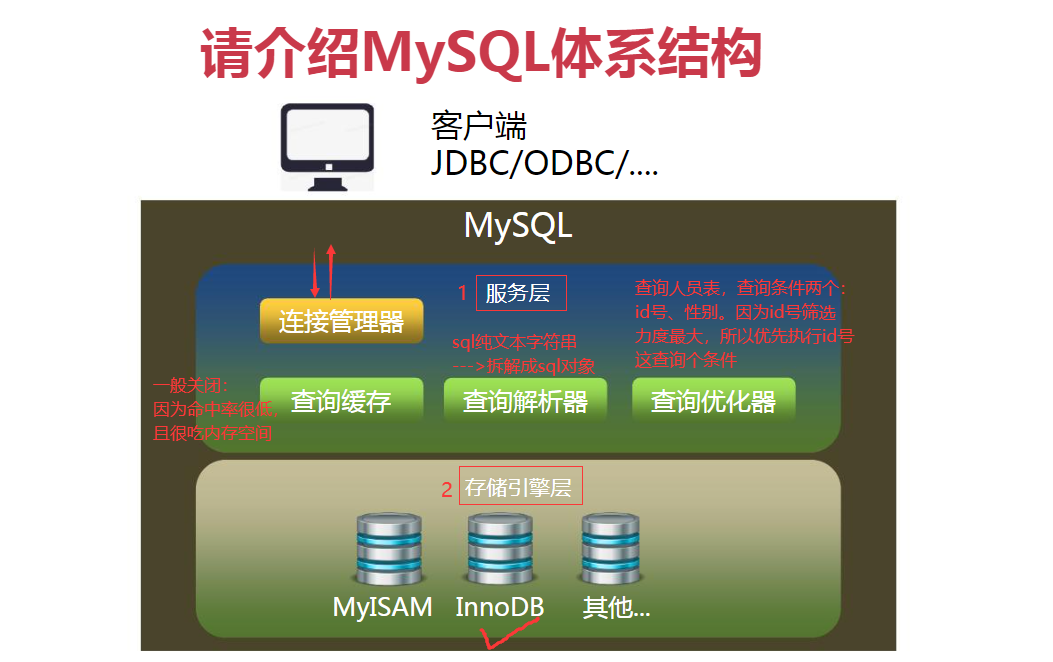 请介绍MySQL体系结构
客户端
JDBC/ODBC/....
MySQL
1 服务层
连接管理器
sql纯文本字符串
--->拆解成sql对象
查询人员表，查询条件两个：
id号、性别。因为id号筛选
力度最大，所以优先执行id号
这查询个条件
一般关闭：
因为命中率很低
且很吃内存空间
查询缓存
查询解析器
查询优化器
2 存储引擎层
MyISAM
InnoDB
其他...